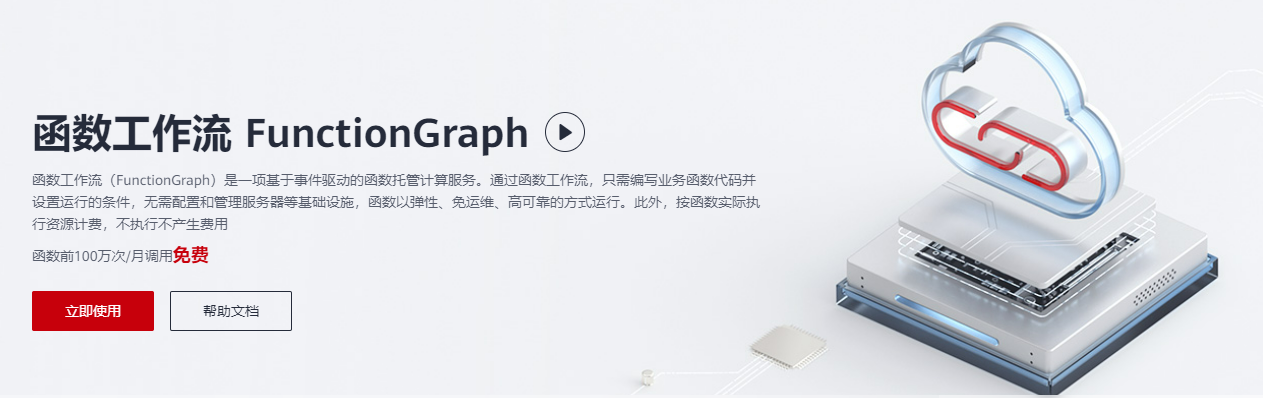 函数工作流 FunctionGraph
函数工作流（FunctionGraph）是一项基于事件驱动的函数托管计算服务。通过函数工作流，只需编写业务函数代码并
设置运行的条件，无需配置和管理服务器等基础设施，函数以弹性、免运维、高可靠的方式运行。此外，按函数实际执
行资源计费，不执行不产生费用
函数前100万次/月调用免费
立即使用 帮助文档